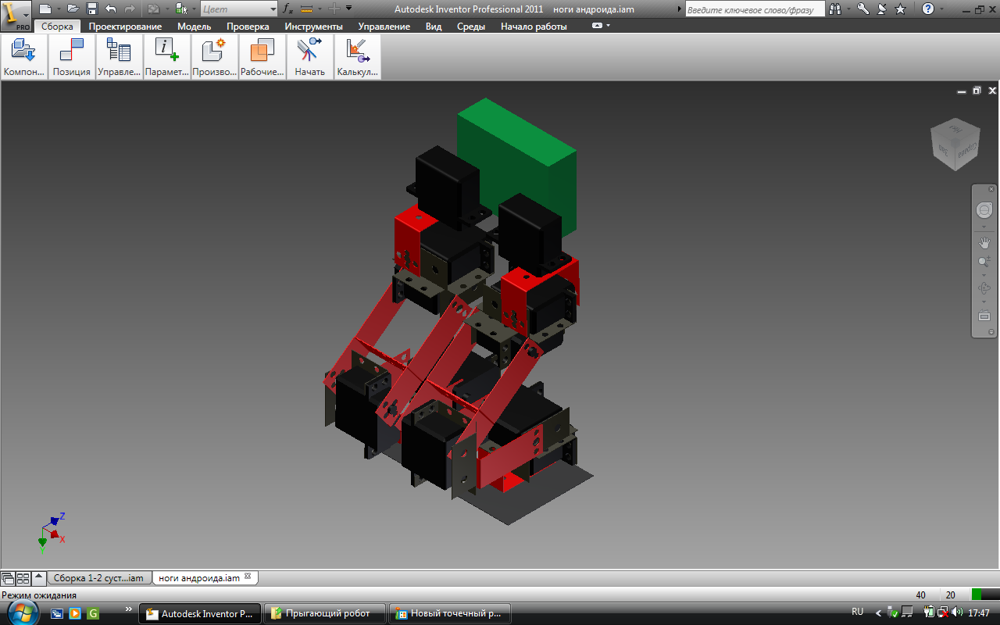 Цвет
Autodesk Inventor Professional 2011 ноги андроида.iam
Введите ключевое слово/фразу
PRO
Сборка Проектирование Модель Проверка Инструменты Управление Вид Среды Начало работы
Компон... Позиция Управле... Парамет... Произво... Рабочие... Начать Калькул...
Z
X
Y
Сборка 1-2 суст...iam ноги андроида.iam
Режим ожидания 40 20
Autodesk Inventor P... Прыгающий робот Новый точечный р... RU 17:47